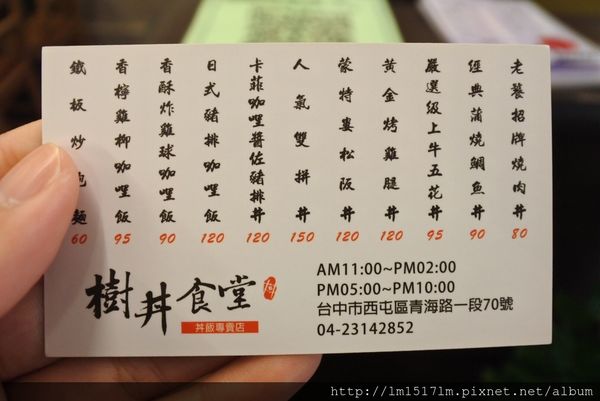 老饕招牌燒肉丼 80
經典蒲燒鯛魚丼 90
嚴選級上牛五花丼 95
黃金烤雞腿丼 120
蒙特婁松阪丼 120
人氣雙拼丼 150
卡菲咖哩醬佐豬排丼 120
日式豬排咖哩飯 120
香酥炸雞球咖哩飯 90
香檸雞柳咖哩飯 95
鐵板炒泡麵 60
樹丼食堂
丼飯專賣店
AM11:00~PM02:00
PM05:00~PM10:00
台中市西屯區青海路一段70號
04-23142852
http://lm1517lm.pixnet.net/album